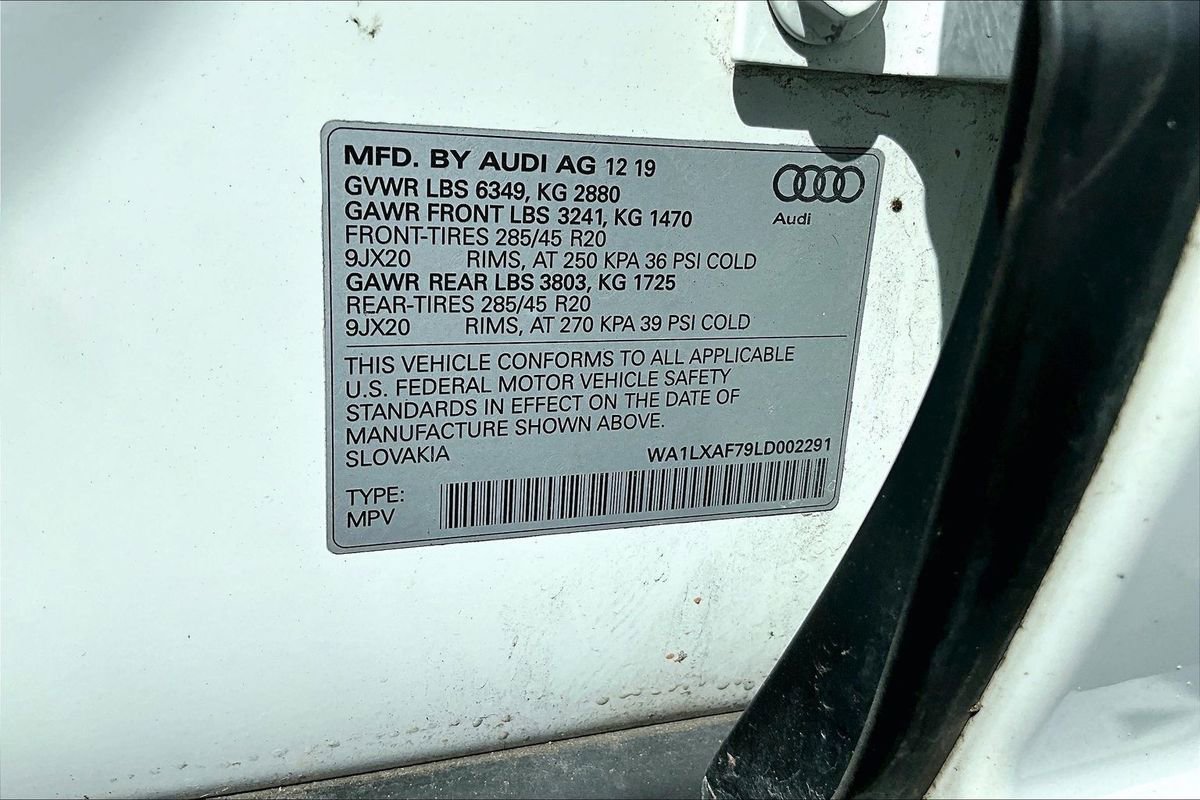 MFD. BY AUDI AG 12 19
GVWR LBS 6349, KG 2880
GAWR FRONT LBS 3241, KG 1470
FRONT-TIRES 285/45 R20
9JX20 RIMS, AT 250 KPA 36 PSI COLD
GAWR REAR LBS 3803, KG 1725
REAR-TIRES 285/45 R20
9JX20 RIMS, AT 270 KPA 39 PSI COLD
Audi
THIS VEHICLE CONFORMS TO ALL APPLICABLE
U.S. FEDERAL MOTOR VEHICLE SAFETY
STANDARDS IN EFFECT ON THE DATE OF
MANUFACTURE SHOWN ABOVE.
SLOVAKIA WA1LXAF79LD002291
TYPE:
MPV